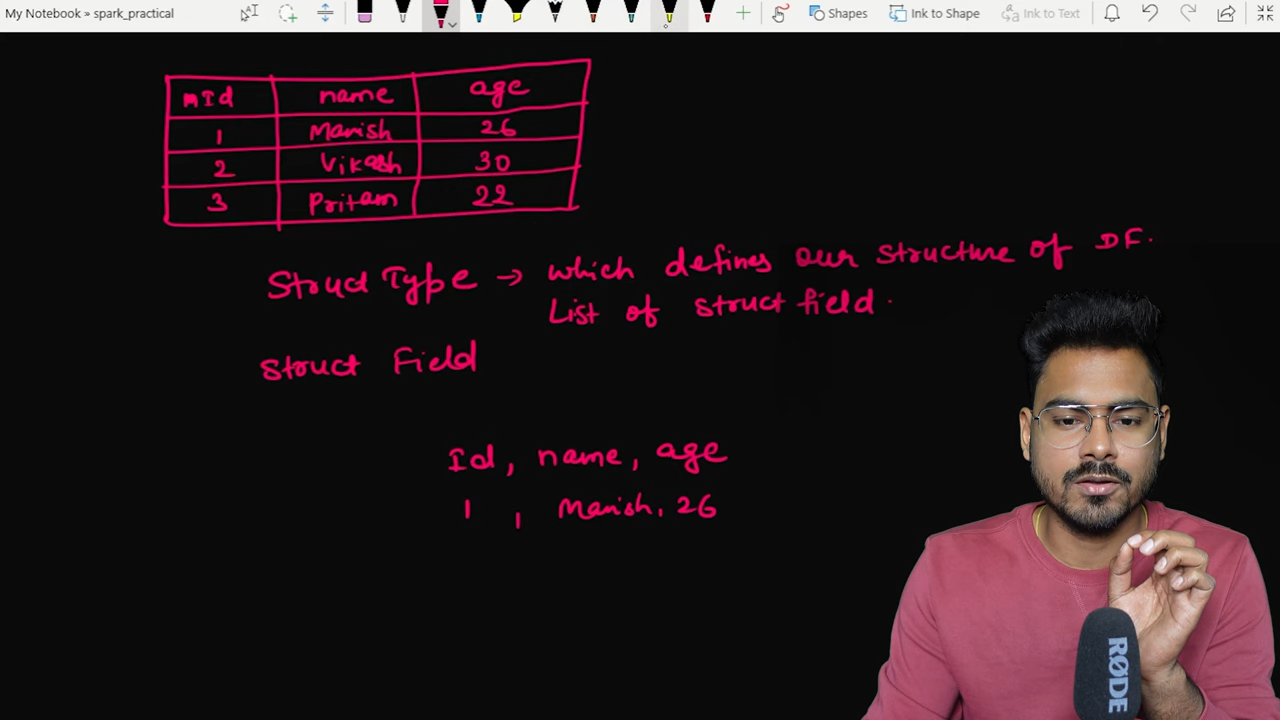 My Notebook » spark_practical
Shapes
Ink to Shape
Ink to Text
Id name age
1 Manish 26
2 Vikash 30
3 Pritam 22
Struct Type → which defines our structure of DF.
List of struct field.
Struct Field
Id, name, age
1 , Manish, 26
RØDE